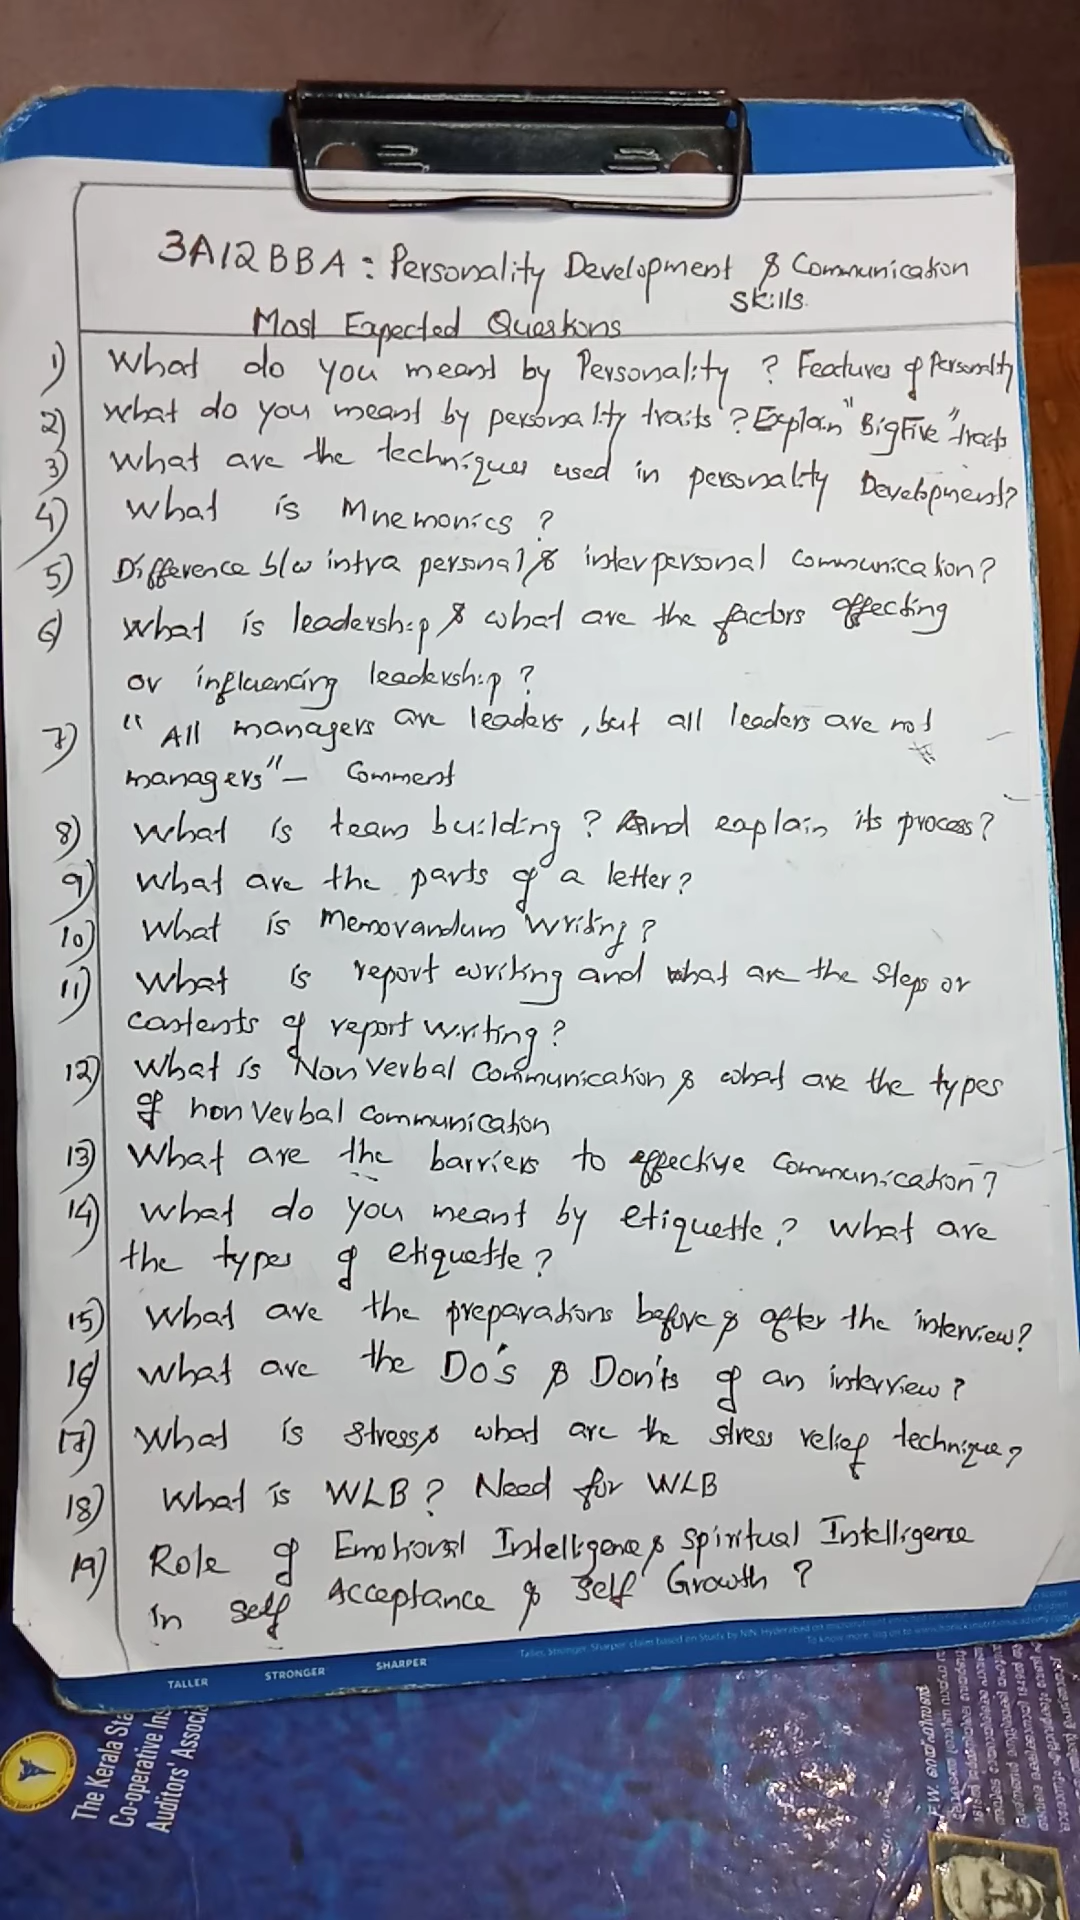 3A12BBA : Personality Development & Communication
Skills.
Most Expected Questions
1) What do you meant by Personality ? Features of Personality
2) What do you meant by personality traits ? Explain "Big Five" traits
3) What are the techniques used in personality Development?
4) What is Mnemonics ?
5) Difference b/w intra personal & interpersonal communication?
6) What is leadership & what are the factors affecting
or influencing leadership ?
7) "All managers are leaders, but all leaders are not
managers" - Comment
8) What is team building ? And explain its process?
9) What are the parts of a letter?
10) What is Memorandum Writing?
11) What is report writing and what are the steps or
contents of report writing?
12) What is Non Verbal Communication & what are the types
of non Verbal communication
13) What are the barriers to effective communication?
14) What do you meant by etiquette? What are
the types of etiquette?
15) What are the preparations before & after the interview?
16) What are the Do's & Don'ts of an interview?
17) What is stress & what are the stress relief technique?
18) What is WLB? Need for WLB
19) Role of Emotional Intelligence & Spiritual Intelligence
in self Acceptance & Self Growth ?
TALLER STRONGER SHARPER
The Kerala Sta
Co-operative Ins
Auditors' Associa